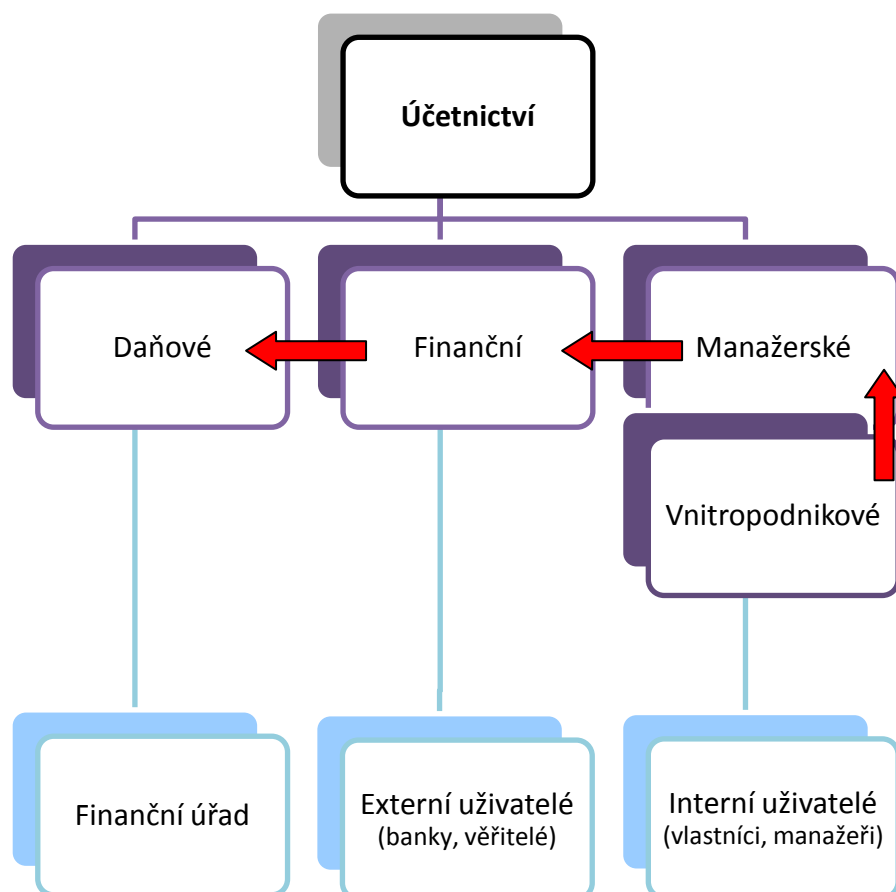 Účetnictví
Daňové
Finanční
Manažerské
Vnitropodnikové
Finanční úřad
Externí uživatelé
(banky, věřitelé)
Interní uživatelé
(vlastníci, manažeři)